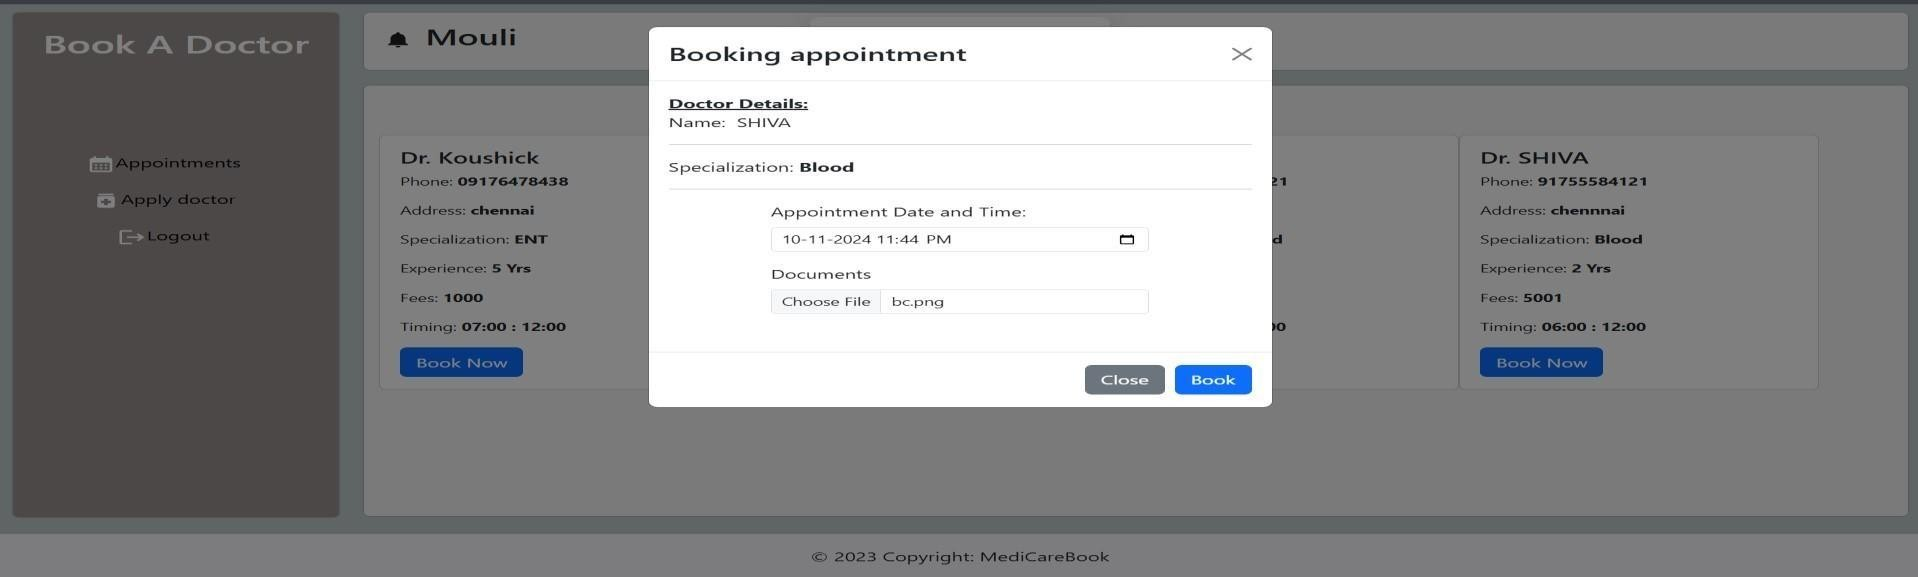 Book A Doctor
Appointments
Apply doctor
Logout
Mouli
Dr. Koushick
Phone: 09176478438
Address: chennai
Specialization: ENT
Experience: 5 Yrs
Fees: 1000
Timing: 07:00 : 12:00
Book Now
Booking appointment
Doctor Details:
Name: SHIVA
Specialization: Blood
Appointment Date and Time:
10-11-2024 11:44 PM
Documents
Choose File bc.png
Close Book
21
d
00
Dr. SHIVA
Phone: 91755584121
Address: chennnai
Specialization: Blood
Experience: 2 Yrs
Fees: 5001
Timing: 06:00 : 12:00
Book Now
© 2023 Copyright: MediCareBook